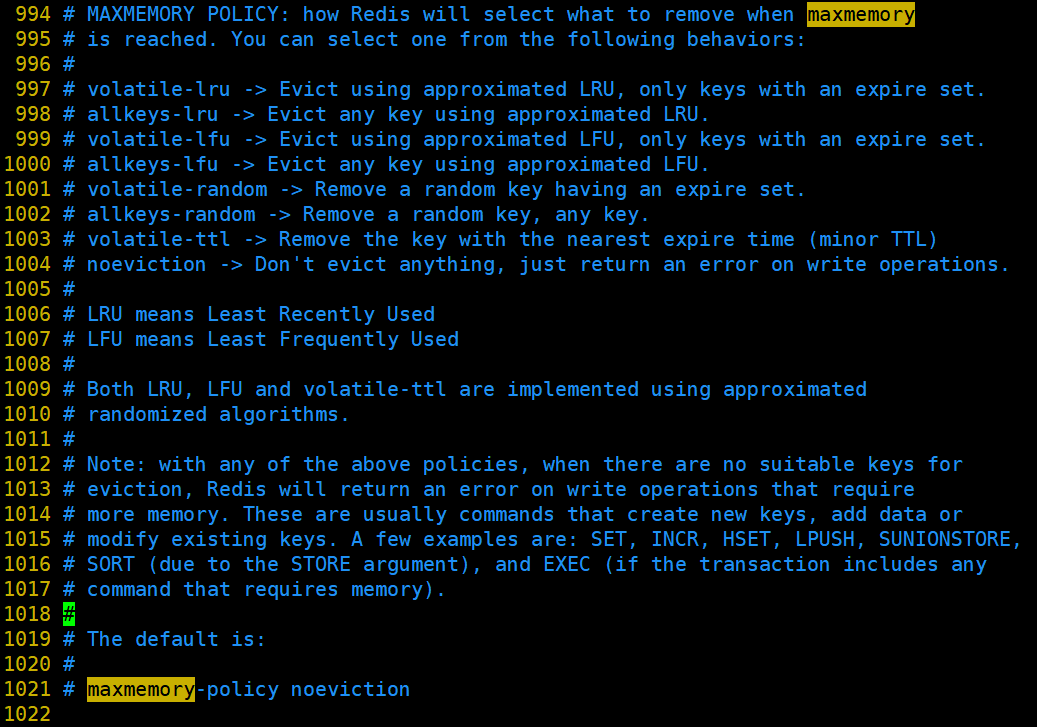 994 # MAXMEMORY POLICY: how Redis will select what to remove when maxmemory
995 # is reached. You can select one from the following behaviors:
996 #
997 # volatile-lru -> Evict using approximated LRU, only keys with an expire set.
998 # allkeys-lru -> Evict any key using approximated LRU.
999 # volatile-lfu -> Evict using approximated LFU, only keys with an expire set.
1000 # allkeys-lfu -> Evict any key using approximated LFU.
1001 # volatile-random -> Remove a random key having an expire set.
1002 # allkeys-random -> Remove a random key, any key.
1003 # volatile-ttl -> Remove the key with the nearest expire time (minor TTL)
1004 # noeviction -> Don't evict anything, just return an error on write operations.
1005 #
1006 # LRU means Least Recently Used
1007 # LFU means Least Frequently Used
1008 #
1009 # Both LRU, LFU and volatile-ttl are implemented using approximated
1010 # randomized algorithms.
1011 #
1012 # Note: with any of the above policies, when there are no suitable keys for
1013 # eviction, Redis will return an error on write operations that require
1014 # more memory. These are usually commands that create new keys, add data or
1015 # modify existing keys. A few examples are: SET, INCR, HSET, LPUSH, SUNIONSTORE,
1016 # SORT (due to the STORE argument), and EXEC (if the transaction includes any
1017 # command that requires memory).
1018 #
1019 # The default is:
1020 #
1021 # maxmemory-policy noeviction
1022